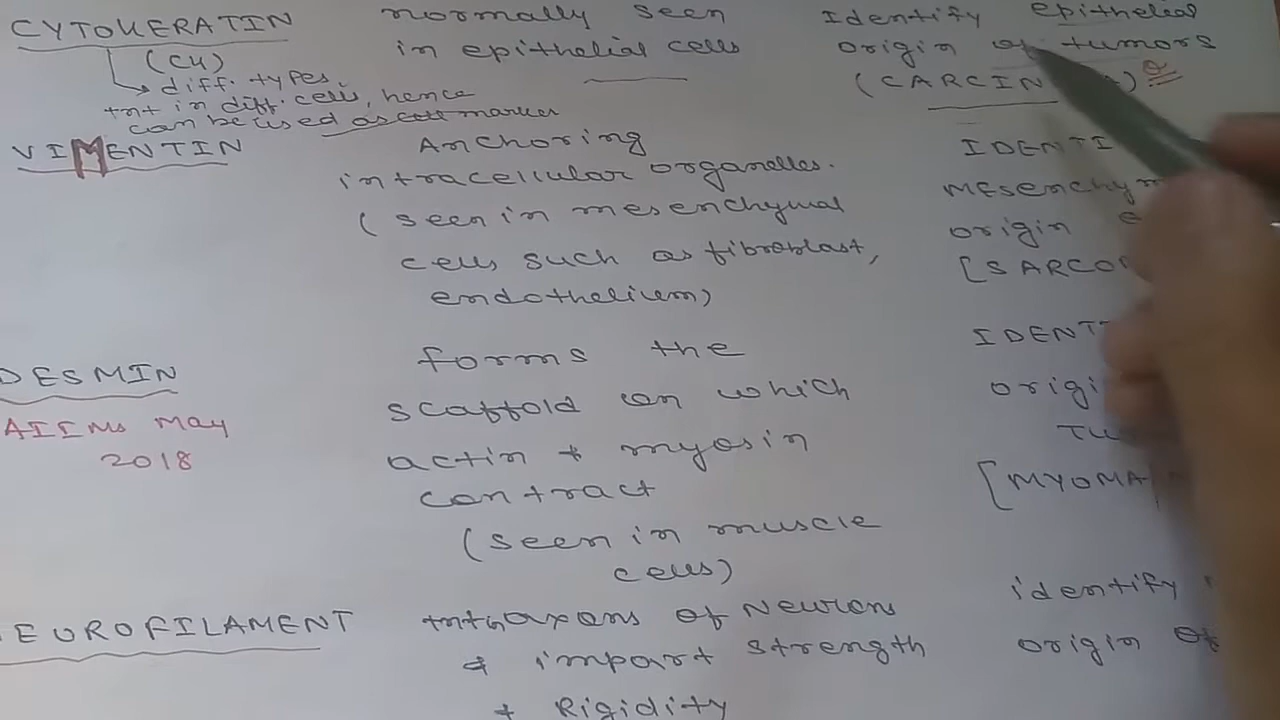 CYTOKERATIN normally seen Identify epithelial
(CK) in epithelial cells origin of tumors
diff. types, (CARCIN )
tnt in diff. cells, hence
can be used as cell marker
VIMENTIN Anchoring IDENTI
intracellular organelles. MESenchym
(seen in mesenchymal origin
cells such as fibroblast, [SARCO
endothelium)
DESMIN forms the IDENTI
AIIMs May scaffold on which origi
2018 actin + myosin TU
contract [MYOMA
(seen in muscle
cells)
EUROFILAMENT axons of Neurons identify
& impart strength origin of
+ Rigidity